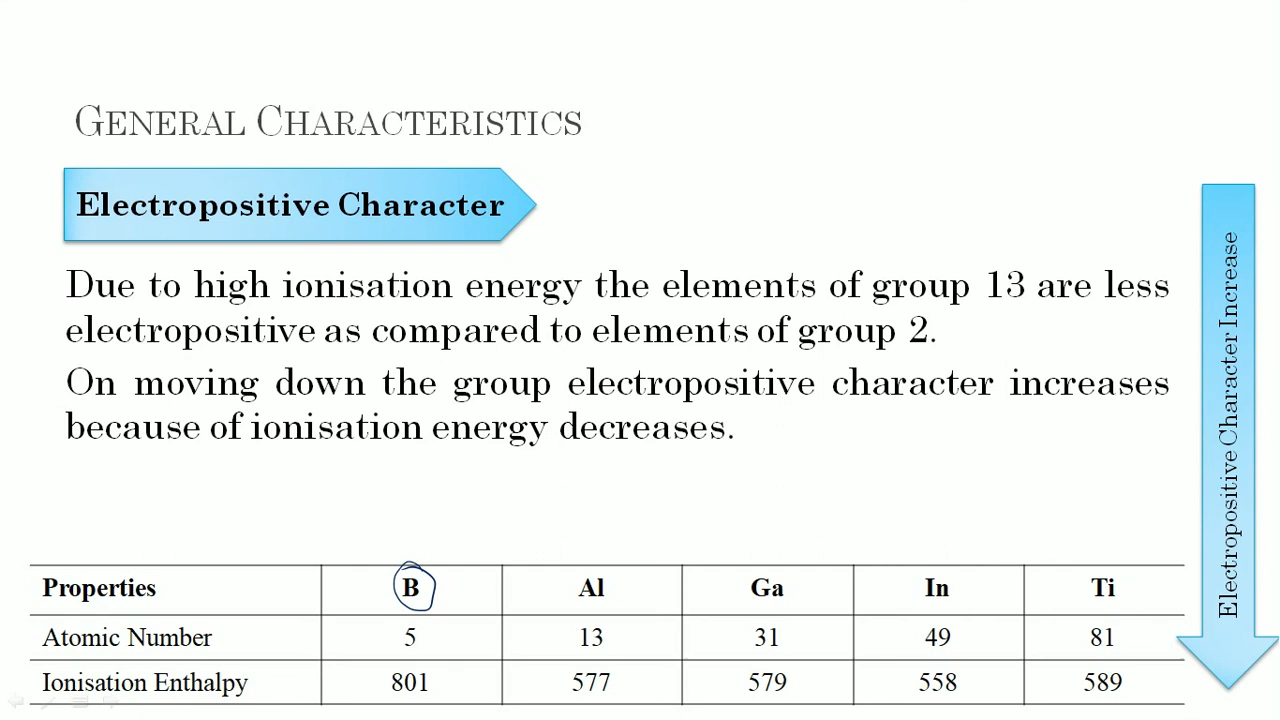 GENERAL CHARACTERISTICS
Electropositive Character
Due to high ionisation energy the elements of group 13 are less
electropositive as compared to elements of group 2.
On moving down the group electropositive character increases
because of ionisation energy decreases.
Electropositive Character Increase
Properties B Al Ga In Ti
Atomic Number 5 13 31 49 81
Ionisation Enthalpy 801 577 579 558 589